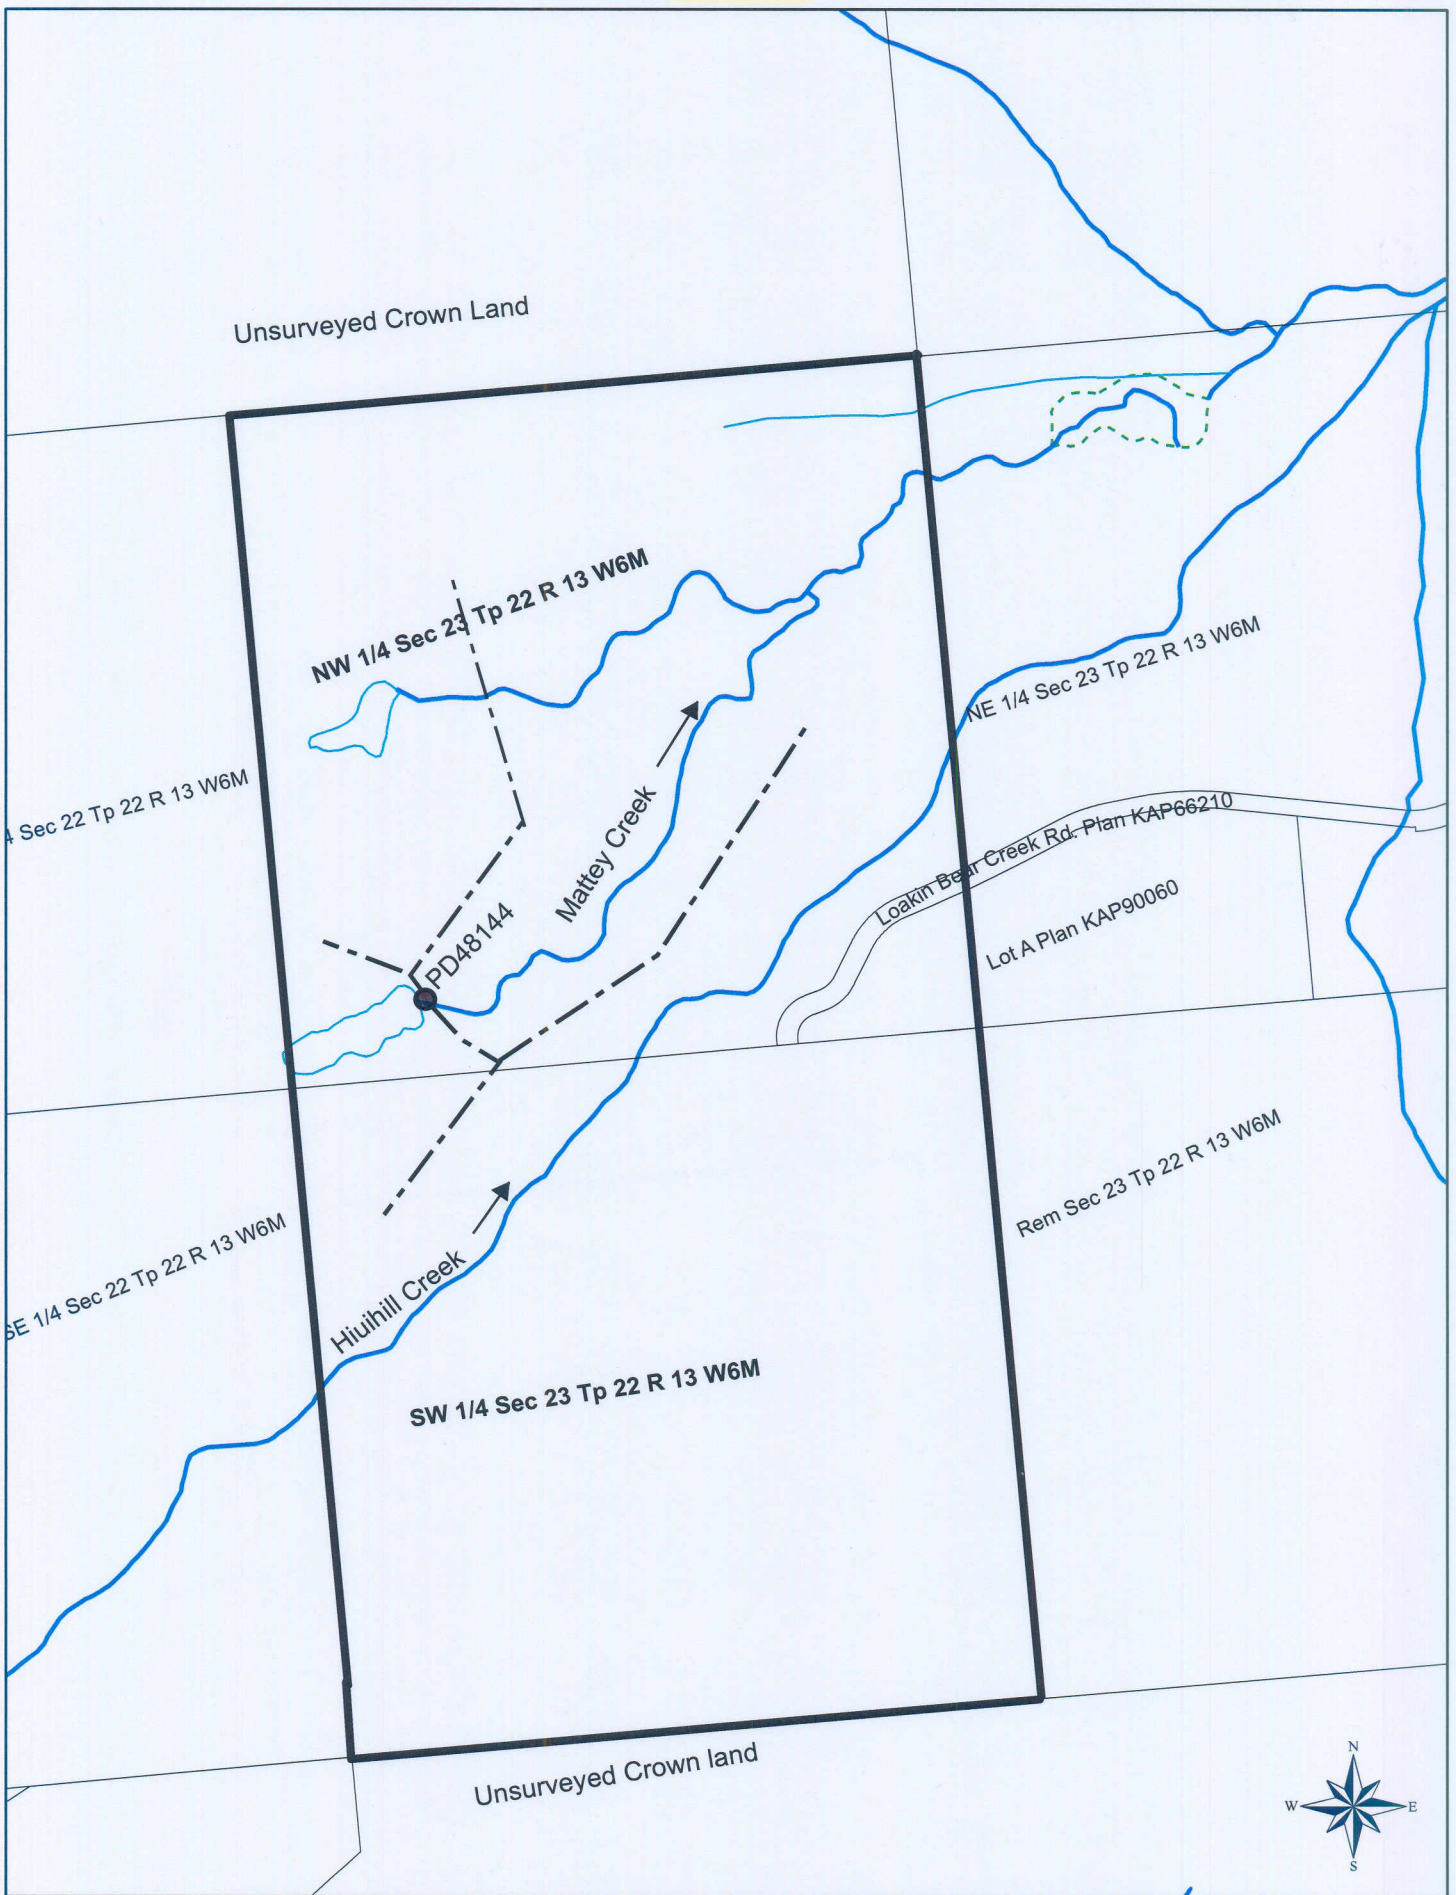 Unsurveyed Crown Land
NW 1/4 Sec 23 Tp 22 R 13 W6M
NE 1/4 Sec 23 Tp 22 R 13 W6M
4 Sec 22 Tp 22 R 13 W6M
Mattey Creek
Loakin Bear Creek Rd. Plan KAP66210
PD48144
Lot A Plan KAP90060
Rem Sec 23 Tp 22 R 13 W6M
SE 1/4 Sec 22 Tp 22 R 13 W6M
Hiuihill Creek
SW 1/4 Sec 23 Tp 22 R 13 W6M
Unsurveyed Crown land
N
W
E
S